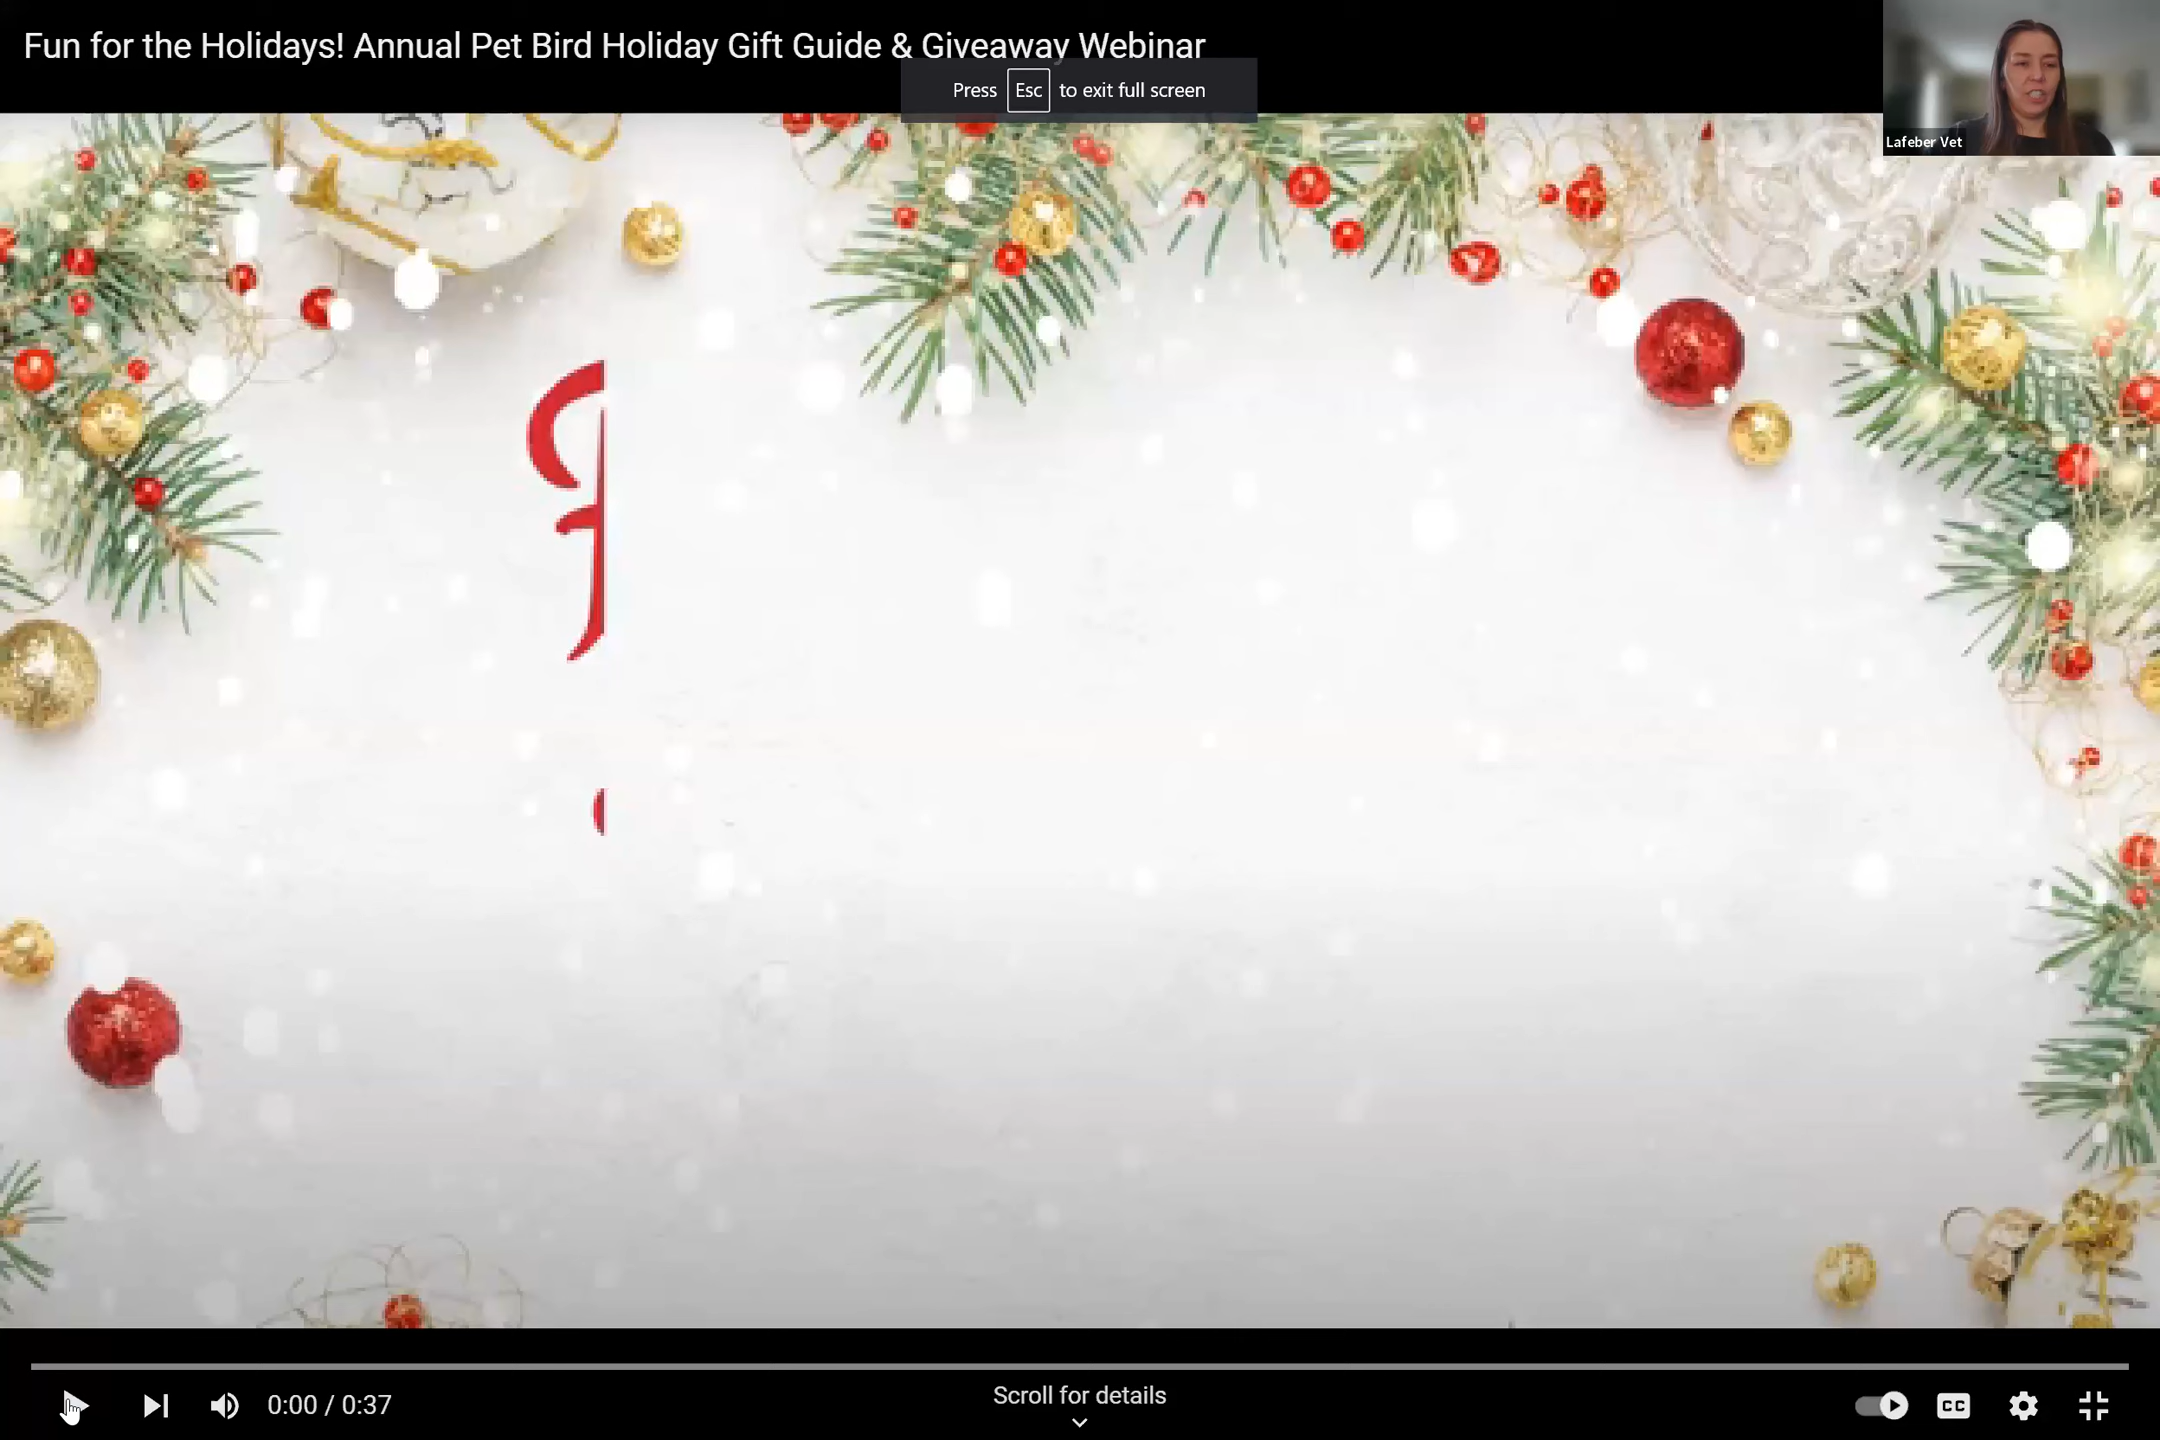 Fun for the Holidays! Annual Pet Bird Holiday Gift Guide & Giveaway Webinar
Press Esc to exit full screen
Lafeber Vet
0:00 / 0:37
Scroll for details
CC